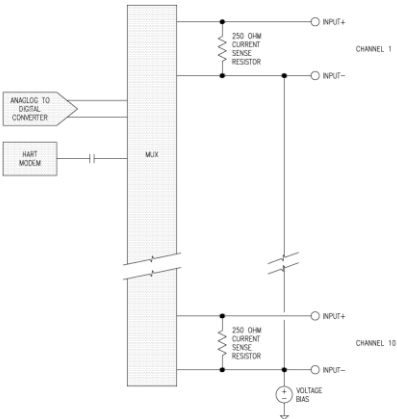 INPUT+
250 OHM
CURRENT
SENSE
RESISTOR
CHANNEL 1
INPUT-
ANAGLOG TO
DIGITAL
CONVERTER
HART
MODEM
MUX
INPUT+
250 OHM
CURRENT
SENSE
RESISTOR
CHANNEL 10
INPUT-
+
-
VOLTAGE
BIAS